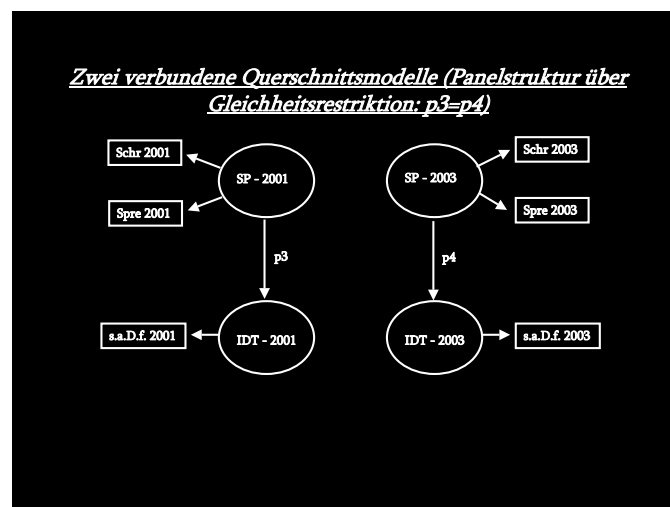 Zwei verbundene Querschnittsmodelle (Panelstruktur über
Gleichheitsrestriktion: p3=p4)
Schr 2001
Schr 2003
SP - 2001
SP - 2003
Spre 2001
Spre 2003
p3
p4
s.a.D.f. 2001
IDT - 2001
IDT - 2003
s.a.D.f. 2003